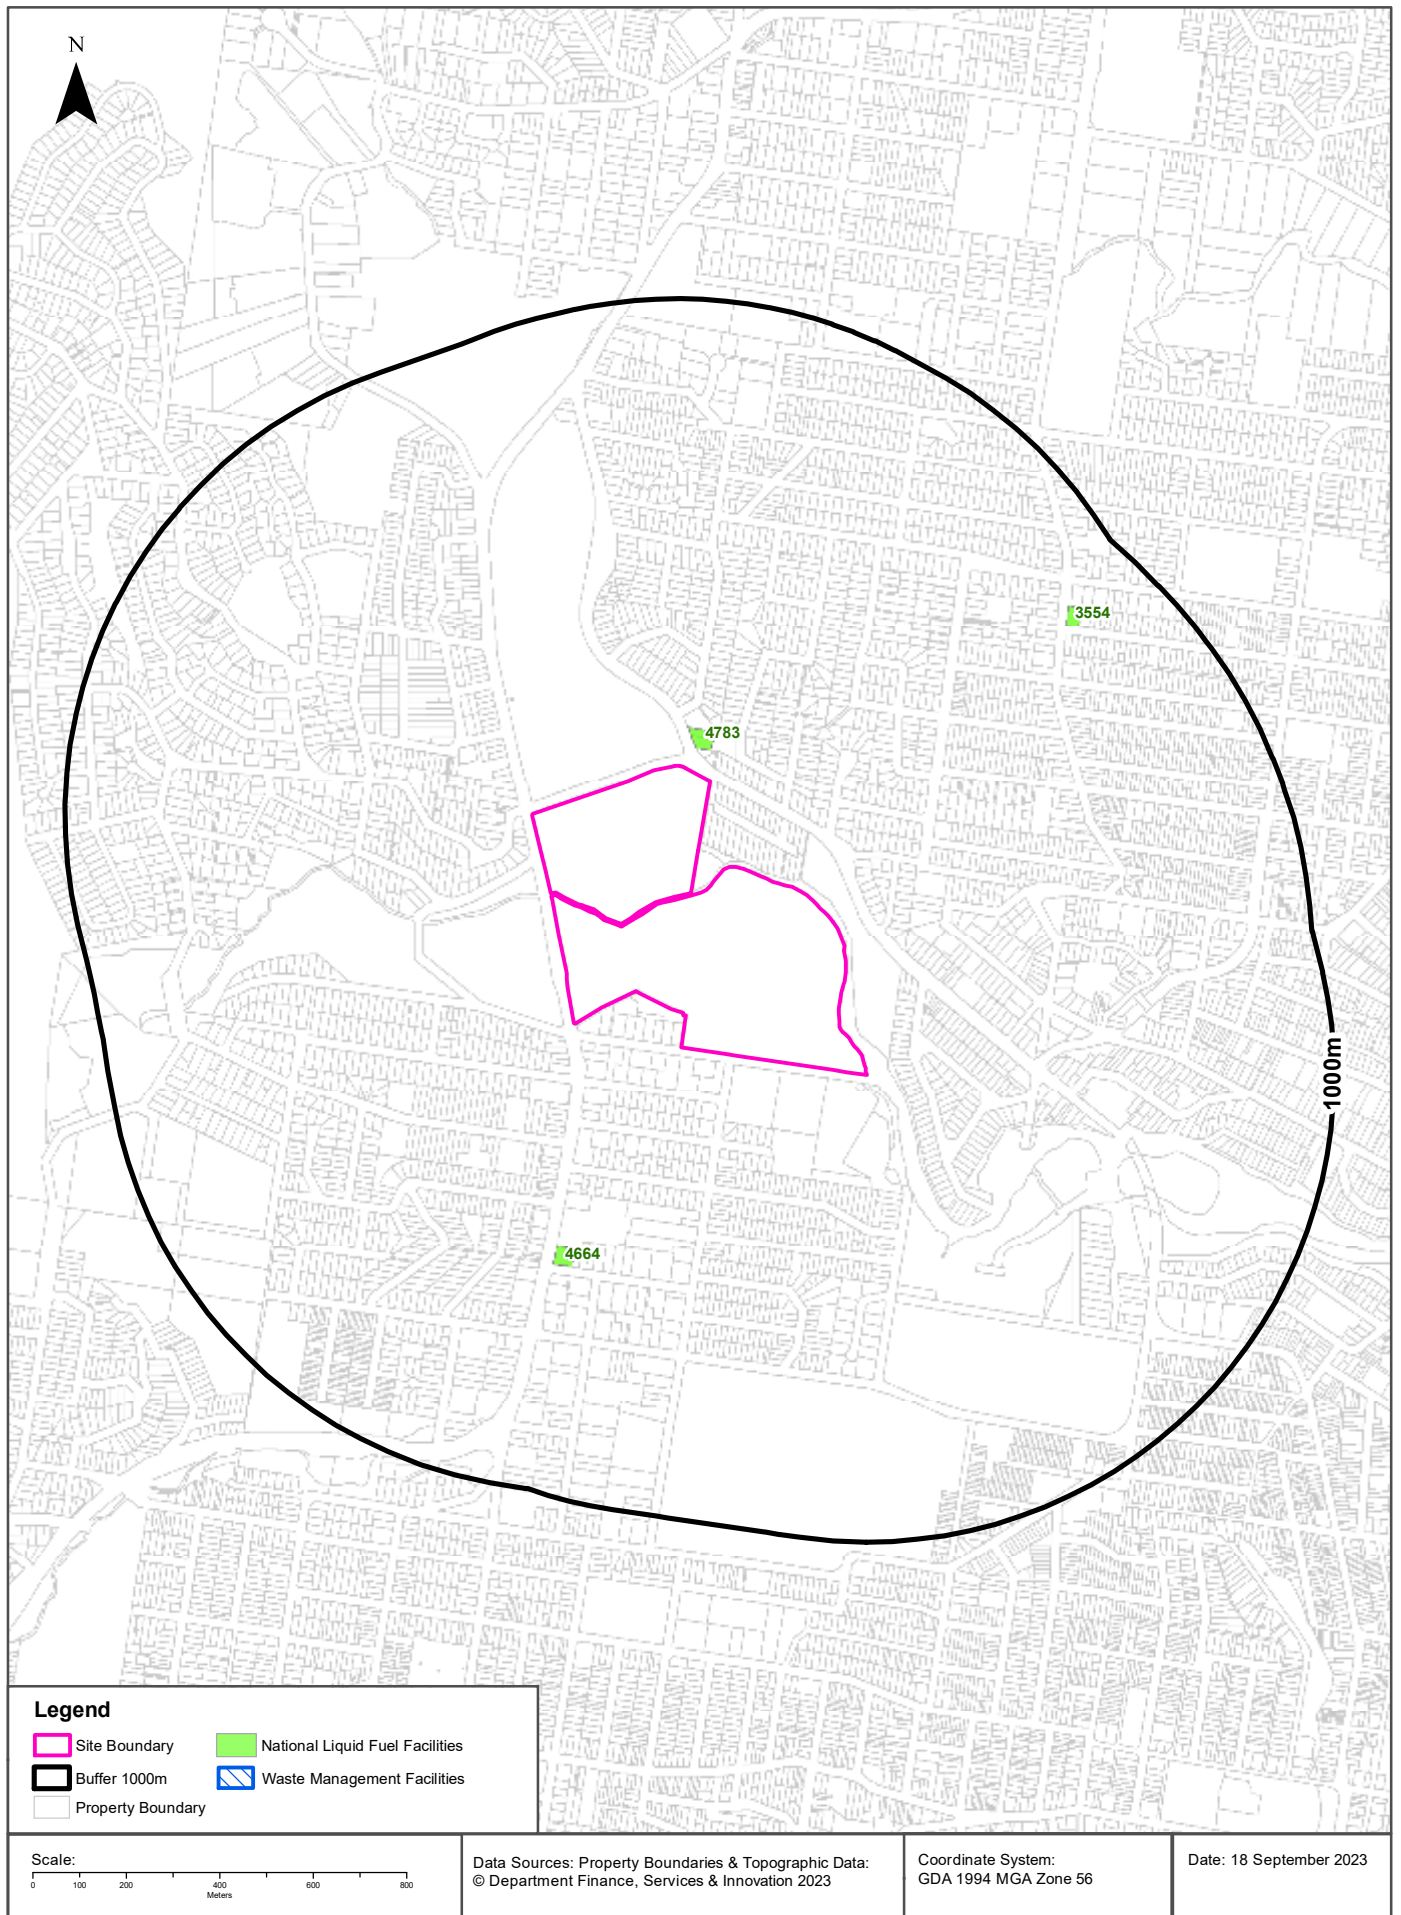 N
3554
4783
1000m
4664
Legend
Site Boundary
National Liquid Fuel Facilities
Buffer 1000m
Waste Management Facilities
Property Boundary
Scale:
0 100 200 400 600 800
Meters
Data Sources: Property Boundaries & Topographic Data:
© Department Finance, Services & Innovation 2023
Coordinate System:
GDA 1994 MGA Zone 56
Date: 18 September 2023